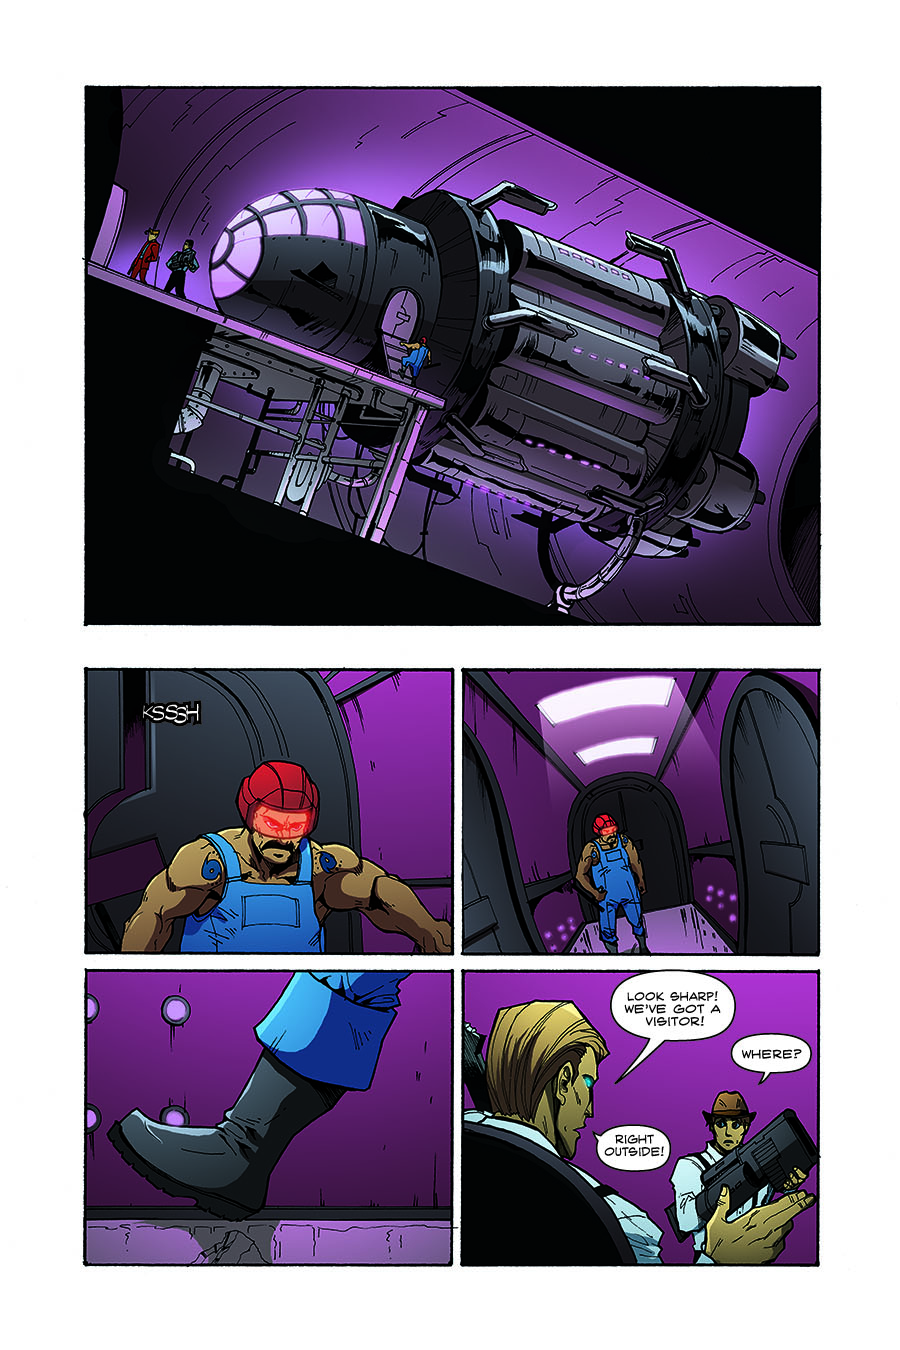 KSSSH
LOOK SHARP!
WE'VE GOT A
VISITOR!
WHERE?
RIGHT
OUTSIDE!